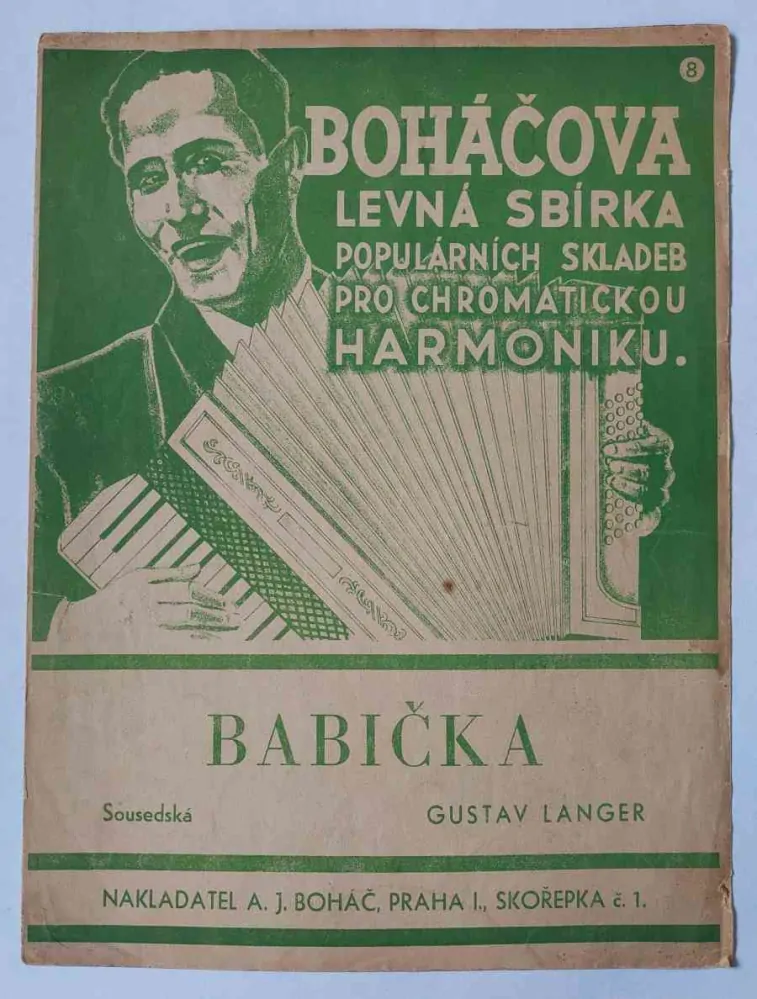 8
BOHÁČOVA
LEVNÁ SBÍRKA
POPULÁRNÍCH SKLADEB
PRO CHROMATICKOU
HARMONIKU.
BABIČKA
Sousedská GUSTAV LANGER
NAKLADATEL A. J. BOHÁČ, PRAHA I., SKOŘEPKA č. 1.